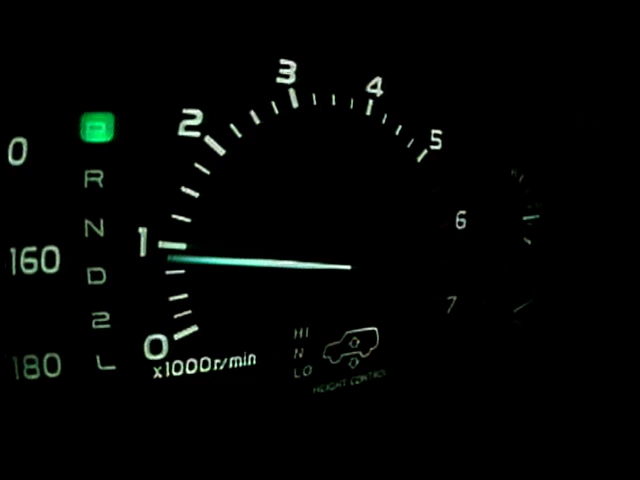 0
160
180
P
R
N
D
2
L
0
1
2
3
4
5
6
7
x1000r/min
HI
N
LO
HEIGHT CONTROL